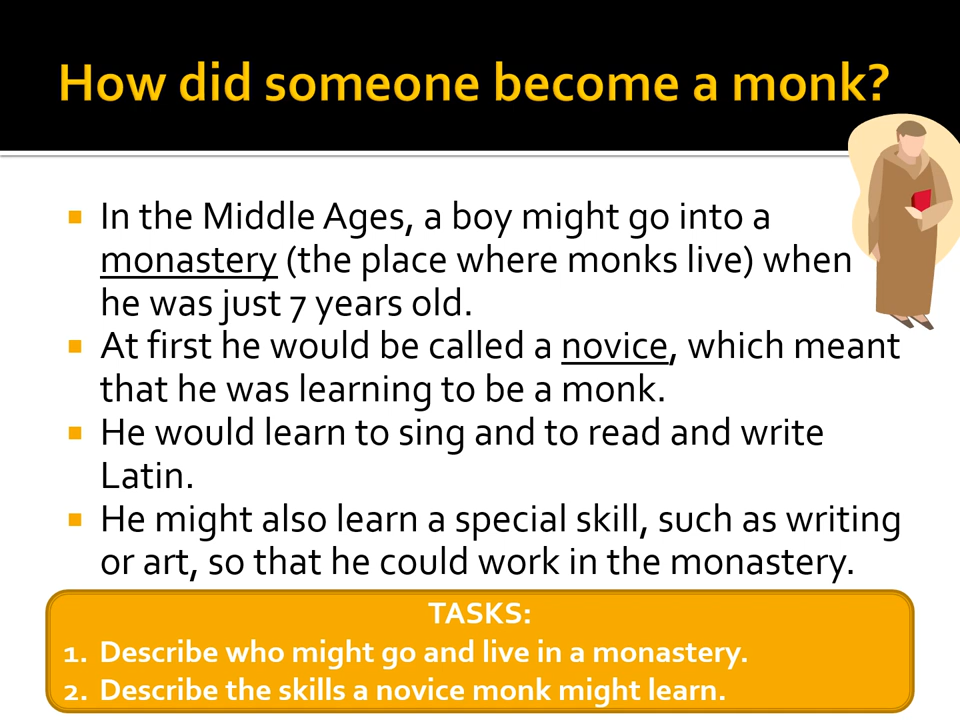 How did someone become a monk?
In the Middle Ages, a boy might go into a
monastery (the place where monks live) when
he was just 7 years old.
At first he would be called a novice, which meant
that he was learning to be a monk.
He would learn to sing and to read and write
Latin.
He might also learn a special skill, such as writing
or art, so that he could work in the monastery.
TASKS:
1. Describe who might go and live in a monastery.
2. Describe the skills a novice monk might learn.